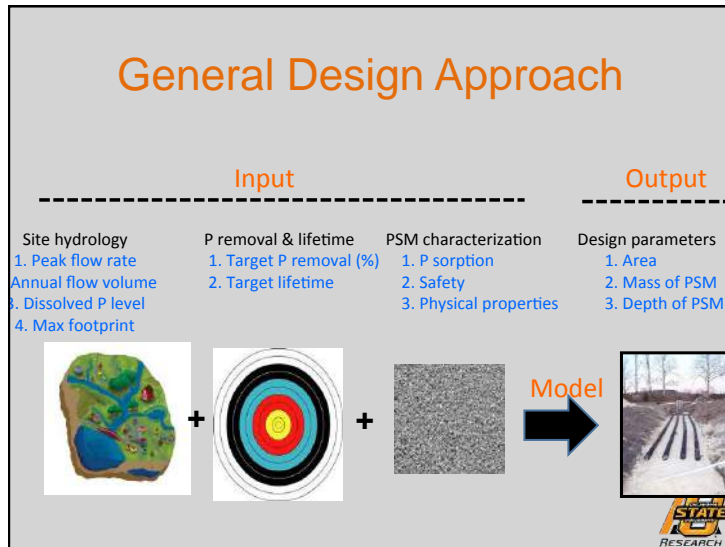 General Design Approach
Input
Output
Site hydrology
1. Peak flow rate
Annual flow volume
3. Dissolved P level
4. Max footprint
P removal & lifetime
1. Target P removal (%)
2. Target lifetime
PSM characterization
1. P sorption
2. Safety
3. Physical properties
Design parameters
1. Area
2. Mass of PSM
3. Depth of PSM
+
+
Model
STATE
RESEARCH